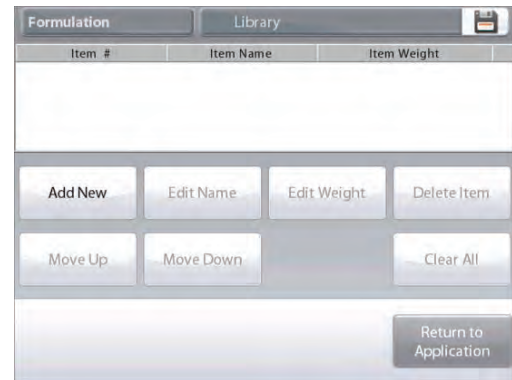 Formulation Library
Item # Item Name Item Weight
Add New Edit Name Edit Weight Delete Item
Move Up Move Down Clear All
Return to
Application